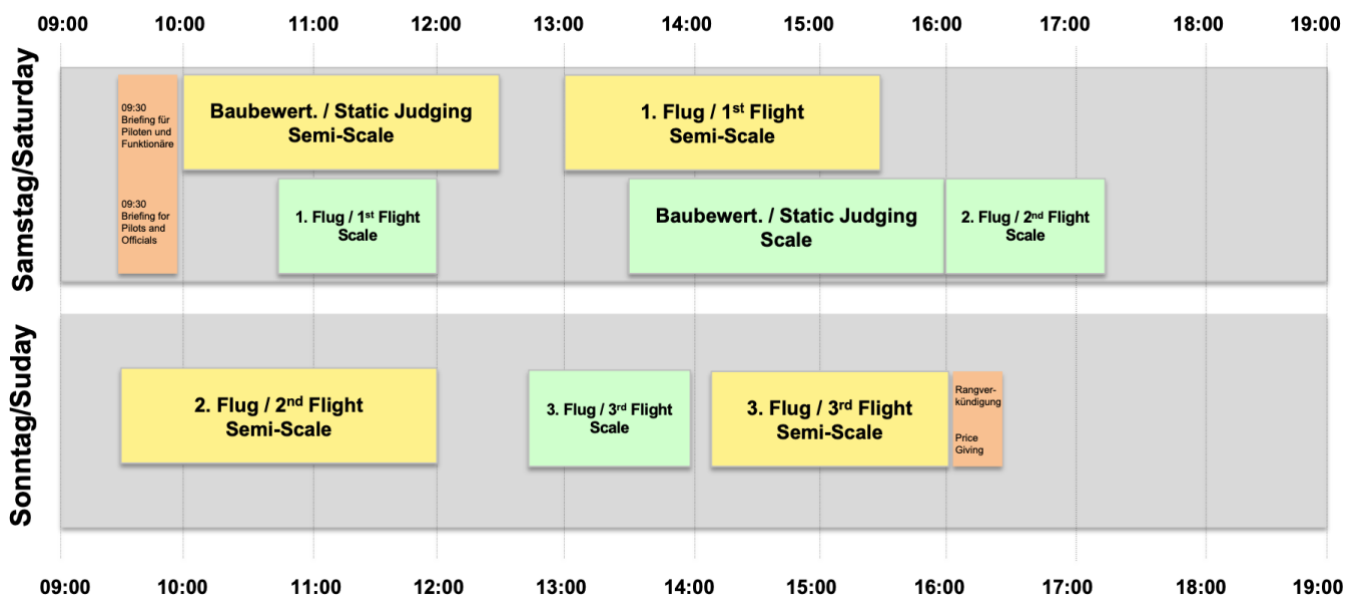 09:00 10:00 11:00 12:00 13:00 14:00 15:00 16:00 17:00 18:00 19:00
Samstag/Saturday
09:30
Briefing für
Piloten und
Funktionäre
09:30
Briefing for
Pilots and
Officials
Baubewert. / Static Judging
Semi-Scale
1. Flug / 1st Flight
Semi-Scale
1. Flug / 1st Flight
Scale
Baubewert. / Static Judging
Scale
2. Flug / 2nd Flight
Scale
Sonntag/Suday
2. Flug / 2nd Flight
Semi-Scale
3. Flug / 3rd Flight
Scale
3. Flug / 3rd Flight
Semi-Scale
Rangver-
kündigung
Price
Giving
09:00 10:00 11:00 12:00 13:00 14:00 15:00 16:00 17:00 18:00 19:00